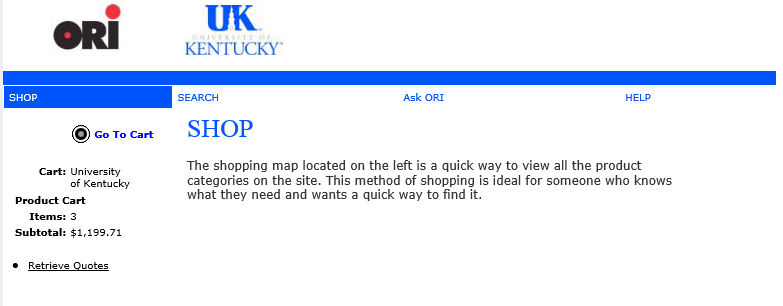 ORI
UK
UNIVERSITY OF
KENTUCKY
SHOP
SEARCH
Ask ORI
HELP
Go To Cart
Cart: University
of Kentucky
Product Cart
Items: 3
Subtotal: $1,199.71
Retrieve Quotes
SHOP
The shopping map located on the left is a quick way to view all the product
categories on the site. This method of shopping is ideal for someone who knows
what they need and wants a quick way to find it.